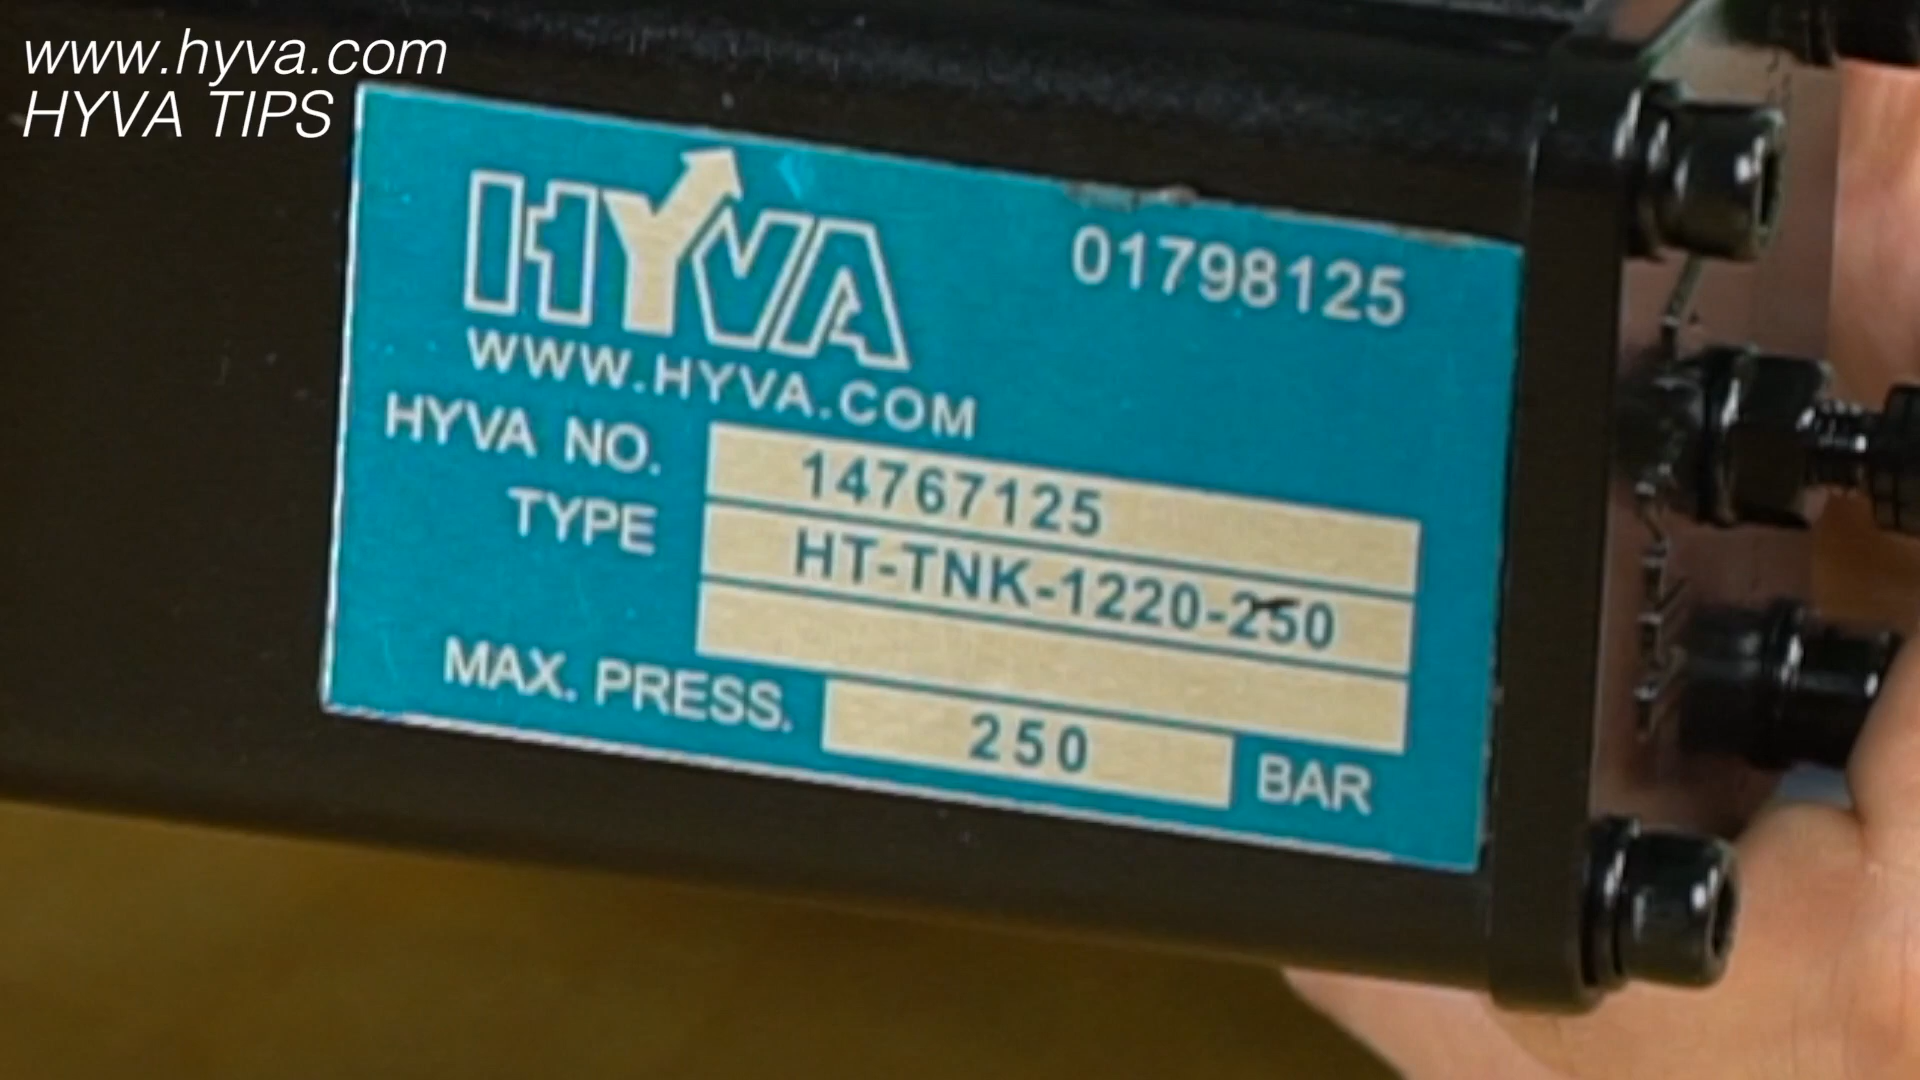 www.hyva.com
HYVA TIPS
HYVA
01798125
WWW.HYVA.COM
HYVA NO. 14767125
TYPE HT-TNK-1220-250
MAX. PRESS. 250 BAR